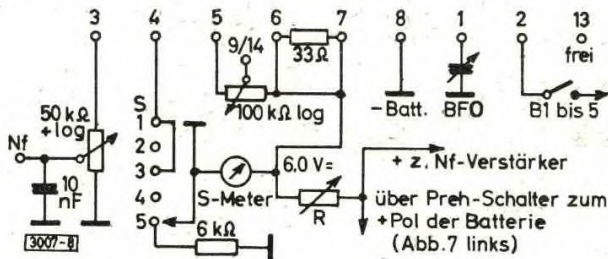 3 4 5 6 7 8 1 2 13
9/14
33Ω
frei
50 kΩ
+log
S
1
100 kΩ log
-Batt. BFO B1 bis 5
Nf
2
3
6,0 V=
+ z. Nf-Verstärker
10
nF
S-Meter
4
R
über Preh-Schalter zum
+Pol der Batterie
5
(Abb.7 links)
6 kΩ
3007-8